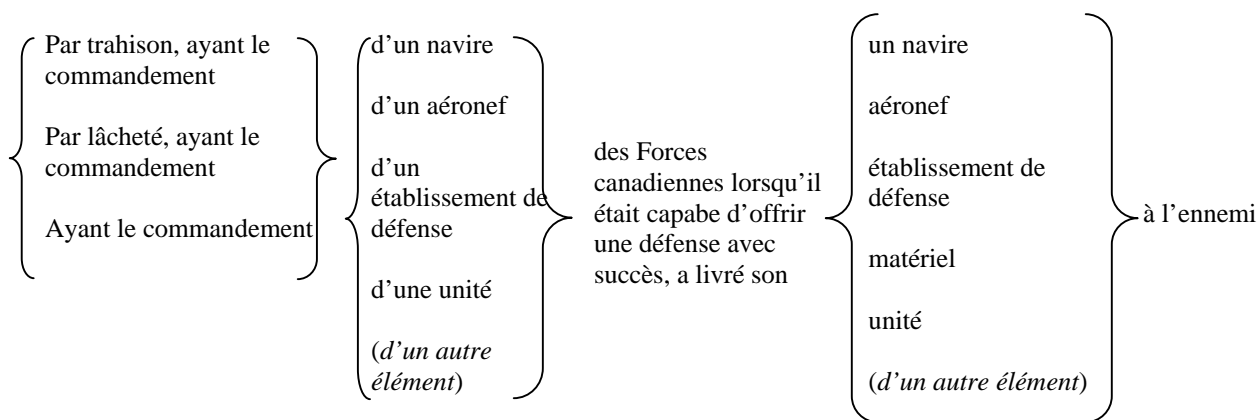 Par trahison, ayant le
commandement
Par lâcheté, ayant le
commandement
Ayant le commandement
d’un navire
d’un aéronef
d’un
établissement de
défense
d’une unité
(d’un autre
élément)
des Forces
canadiennes lorsqu’il
était capabe d’offrir
une défense avec
succès, a livré son
un navire
aéronef
établissement de
défense
matériel
unité
(d’un autre élément)
à l’ennemi